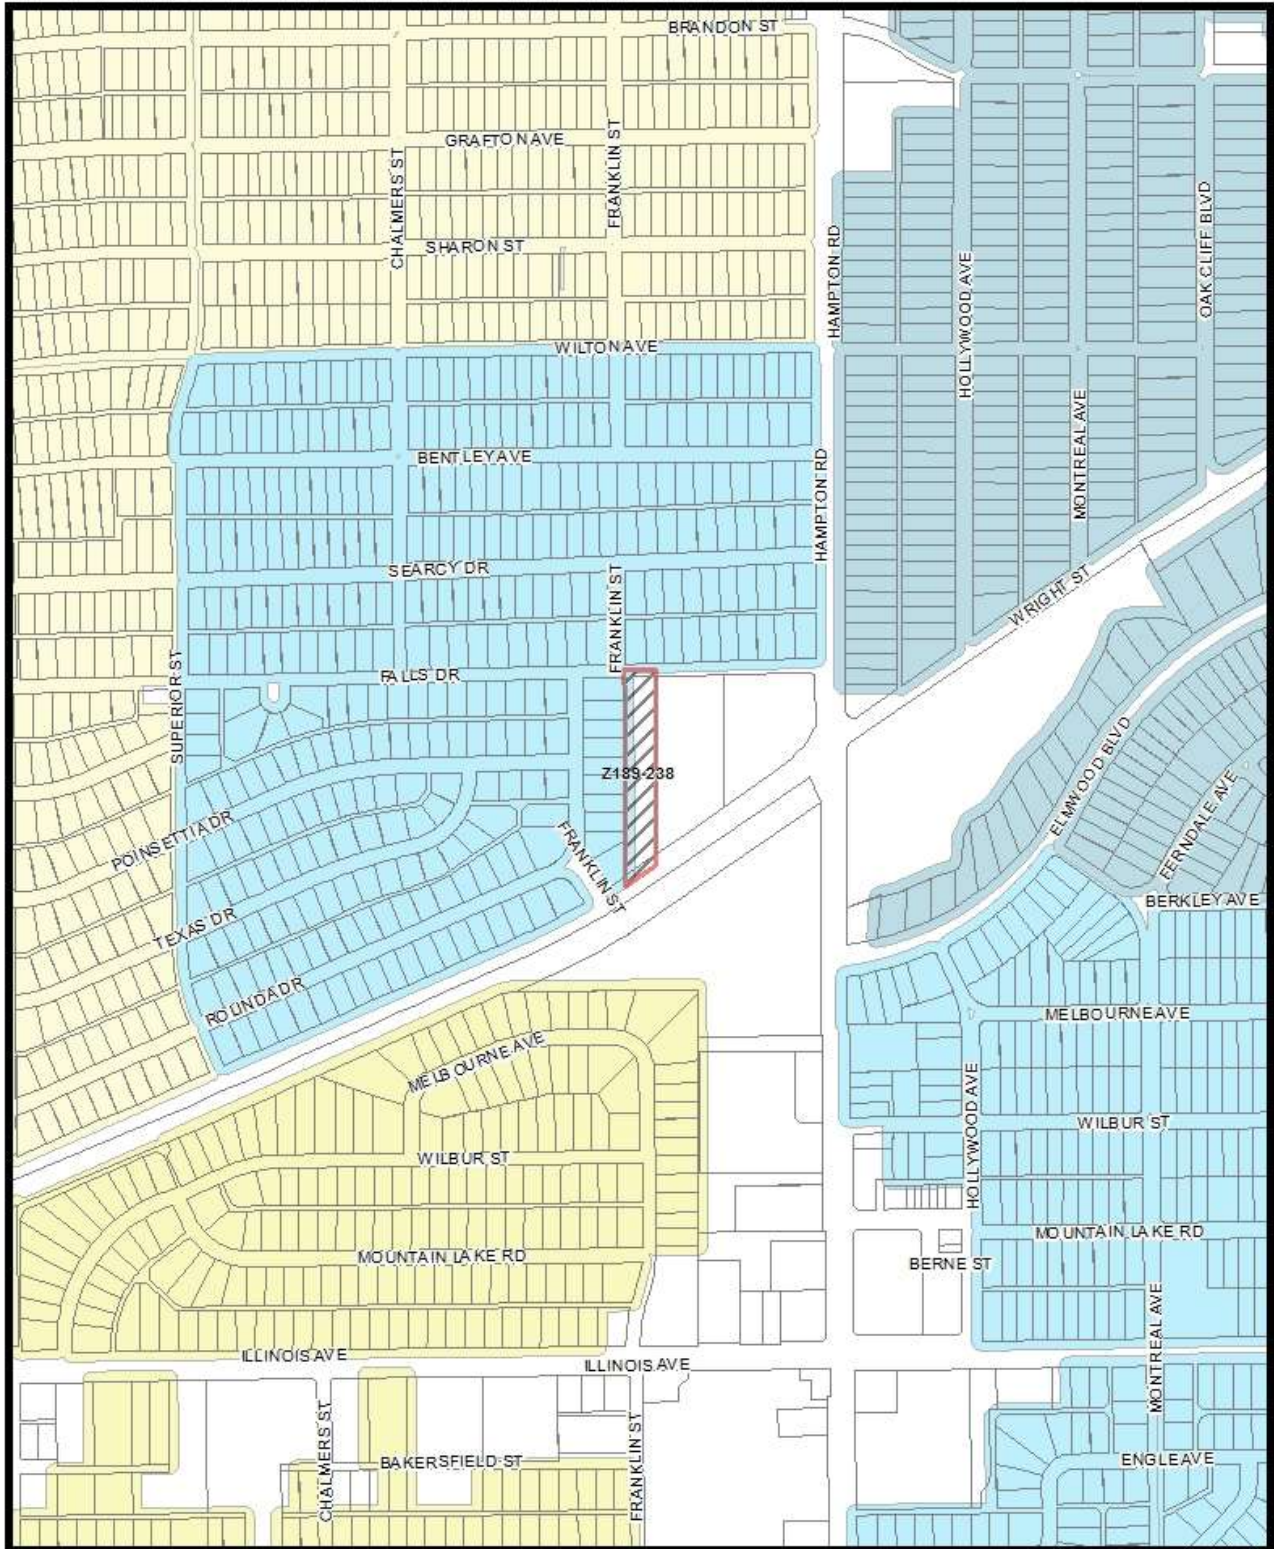 BRANDON ST
GRAFTON AVE
FRANKLIN ST
CHALMERS ST
SHARON ST
OAK CLIFF BLVD
HAMPTON RD
HOLLYWOOD AVE
WILTON AVE
MONTREAL AVE
BENTLEY AVE
HAMPTON RD
SEARCY DR
FRANKLIN ST
WRIGHT ST
FALLS DR
SUPERIOR ST
Z189-238
ELMWOOD BLVD
FERNDALE AVE
POINSETTIA DR
FRANKLIN ST
BERKLEY AVE
TEXAS DR
ROLINDA DR
MELBOURNE AVE
MELBOURNE AVE
HOLLYWOOD AVE
WILBUR ST
WILBUR ST
MOUNTAIN LAKE RD
MOUNTAIN LAKE RD
BERNE ST
MONTREAL AVE
ILLINOIS AVE
ILLINOIS AVE
CHALMERS ST
FRANKLIN ST
BAKERSFIELD ST
ENGLE AVE